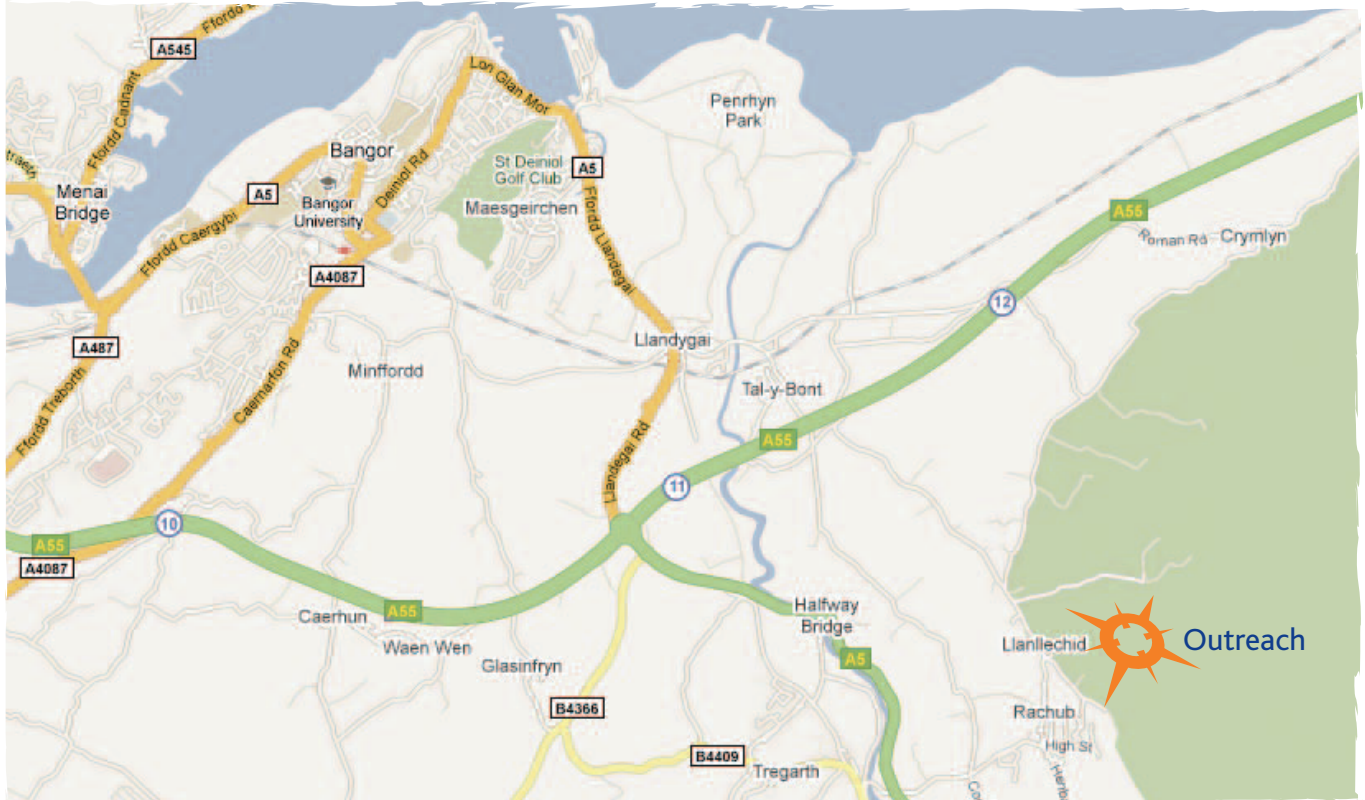 Ffordd
A545
Ffordd Cadnant
Lon Glan Mor
Penrhyn
Park
Bangor
Deiniol Rd
St Deiniol
Golf Club
A5
A5
Menai
Bridge
Bangor
University
Maesgeirchen
Ffordd Llandegai
A55
Roman Rd
Crymlyn
Ffordd Caergybi
A4087
12
A487
Llandygai
Minffordd
Caernarfon Rd
Tal-y-Bont
Ffordd Treborth
Llandegai Rd
A55
11
10
A55
A4087
Caerhun
A55
Halfway
Bridge
Waen Wen
Llanllechid
Outreach
Glasinfryn
A5
B4366
Rachub
High St
B4409
Tregarth